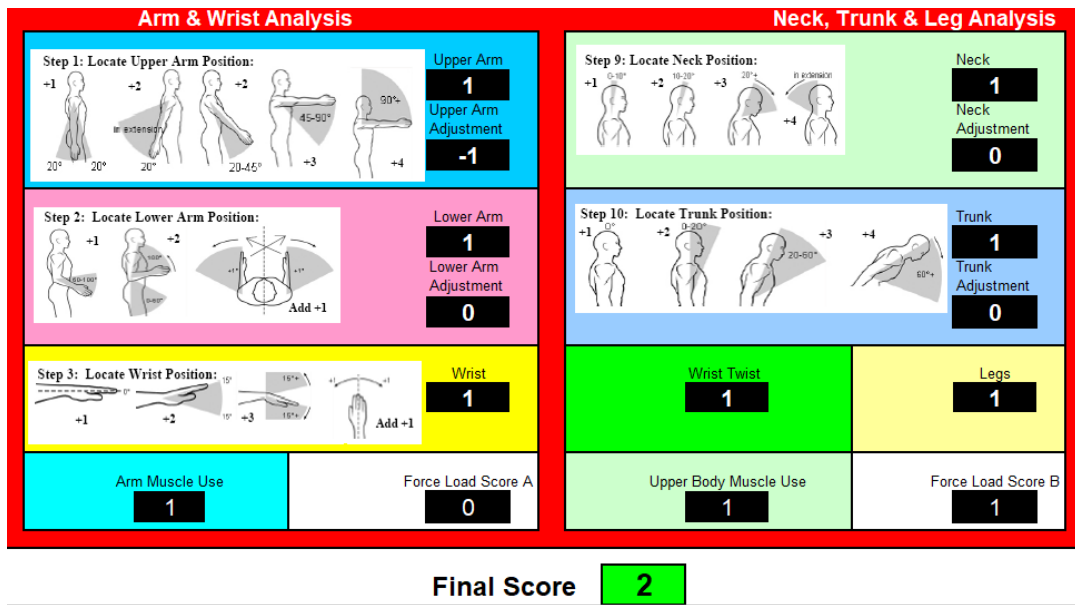 Arm & Wrist Analysis
Neck, Trunk & Leg Analysis
Step 1: Locate Upper Arm Position:
+1
+2
+2
90°+
in extension
45-90°
20°
20°
20°
20-45°
+3
+4
Upper Arm
1
Upper Arm
Adjustment
-1
Step 9: Locate Neck Position:
+1
0-10°
+2
10-20°
+3
20°+
in extension
+4
Neck
1
Neck
Adjustment
0
Step 2: Locate Lower Arm Position:
+1
+2
100°
60-100°
0-60°
+1°
+1°
Add +1
Lower Arm
1
Lower Arm
Adjustment
0
Step 10: Locate Trunk Position:
+1
0°
+2
0-20°
+3
20-60°
+4
60°+
Trunk
1
Trunk
Adjustment
0
Step 3: Locate Wrist Position:
0°
15°
15°
15°+
15°+
+1
+1
+1
+2
+3
Add +1
Wrist
1
Wrist Twist
1
Legs
1
Arm Muscle Use
1
Force Load Score A
0
Upper Body Muscle Use
1
Force Load Score B
1
Final Score 2